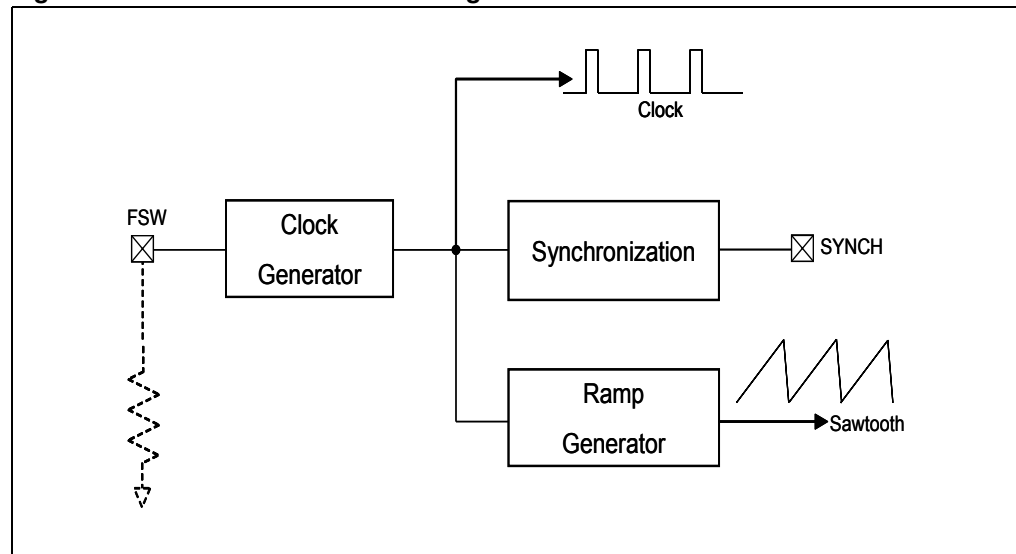 Clock
FSW
Clock
Generator
Synchronization
SYNCH
Ramp
Generator
Sawtooth